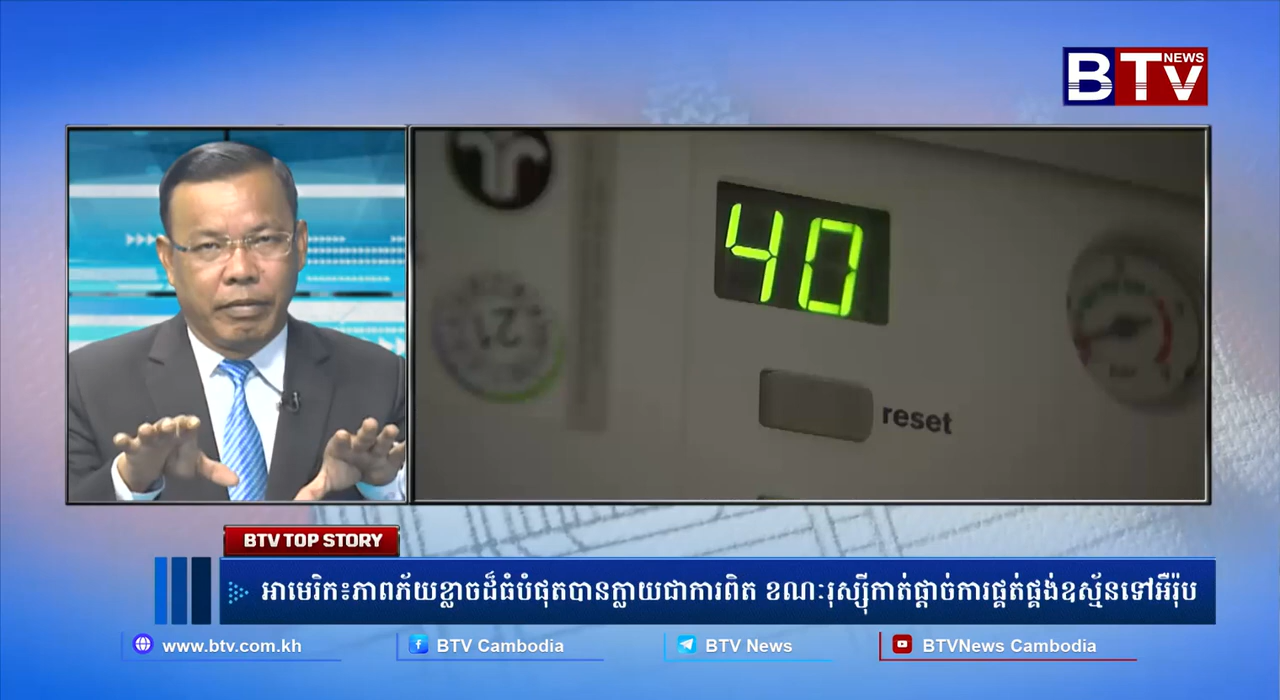 BTV NEWS
40
21
reset
bar
BTV TOP STORY
អាមេរិក៖ភាពភ័យខ្លាចដ៏ធំបំផុតបានក្លាយជាការពិត ខណៈរុស្ស៊ីកាត់ផ្តាច់ការផ្គត់ផ្គង់ឧស្ម័នទៅអឺរ៉ុប
www.btv.com.kh
BTV Cambodia
BTV News
BTVNews Cambodia